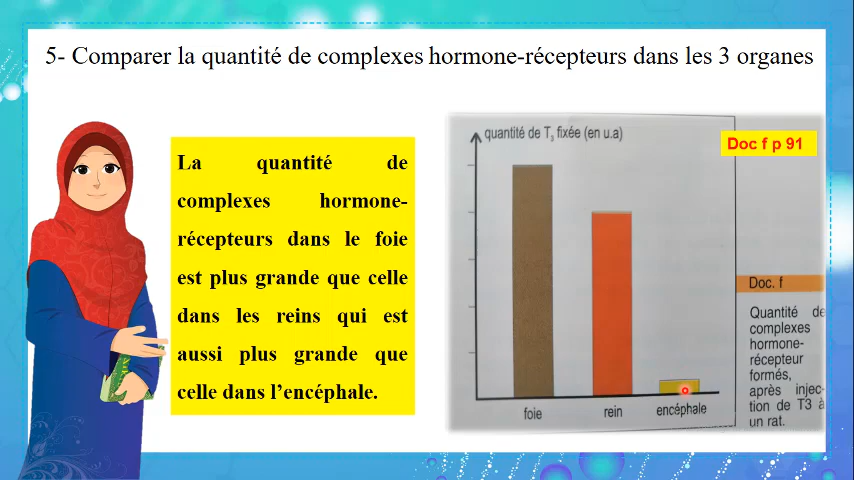 5- Comparer la quantité de complexes hormone-récepteurs dans les 3 organes
La quantité de
complexes hormone-
récepteurs dans le foie
est plus grande que celle
dans les reins qui est
aussi plus grande que
celle dans l'encéphale.
quantité de T3 fixée (en u.a)
Doc f p 91
foie rein encéphale
Doc. f
Quantité de
complexes
hormone-
récepteur
formés,
après injec-
tion de T3 à
un rat.